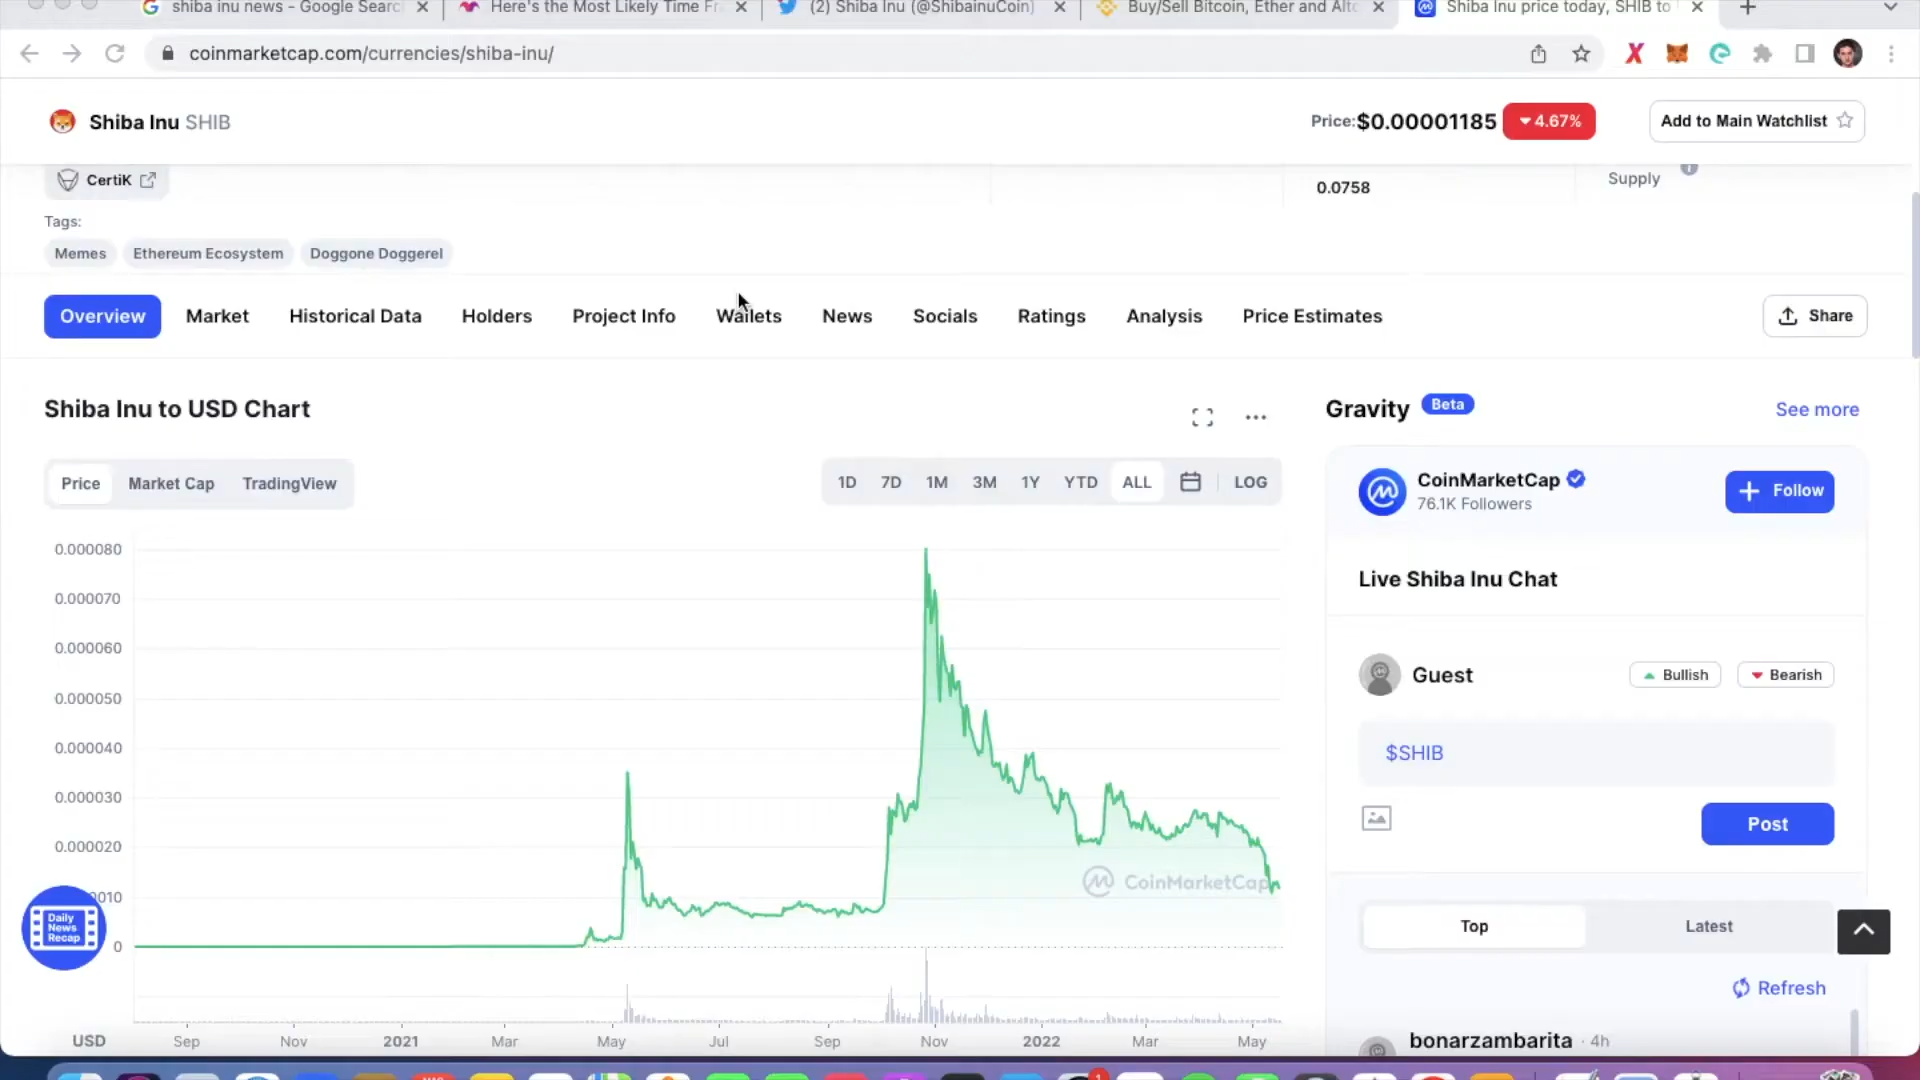 shiba inu news - Google Searc
Here's the Most Likely Time Fr
(2) Shiba Inu (@ShibainuCoin)
Buy/Sell Bitcoin, Ether and Altc
Shiba Inu price today, SHIB to
coinmarketcap.com/currencies/shiba-inu/
Shiba Inu SHIB
Price:$0.00001185
4.67%
Add to Main Watchlist
CertiK
0.0758
Supply
Tags:
Memes
Ethereum Ecosystem
Doggone Doggerel
Overview
Market
Historical Data
Holders
Project Info
Wallets
News
Socials
Ratings
Analysis
Price Estimates
Share
Shiba Inu to USD Chart
Price
Market Cap
TradingView
1D
7D
1M
3M
1Y
YTD
ALL
LOG
0.000080
0.000070
0.000060
0.000050
0.000040
0.000030
0.000020
0010
0
CoinMarketCap
Daily
News
Recap
USD
Sep
Nov
2021
Mar
May
Jul
Sep
Nov
2022
Mar
May
Gravity
Beta
See more
CoinMarketCap
76.1K Followers
Follow
Live Shiba Inu Chat
Guest
Bullish
Bearish
$SHIB
Post
Top
Latest
Refresh
bonarzambarita · 4h
1